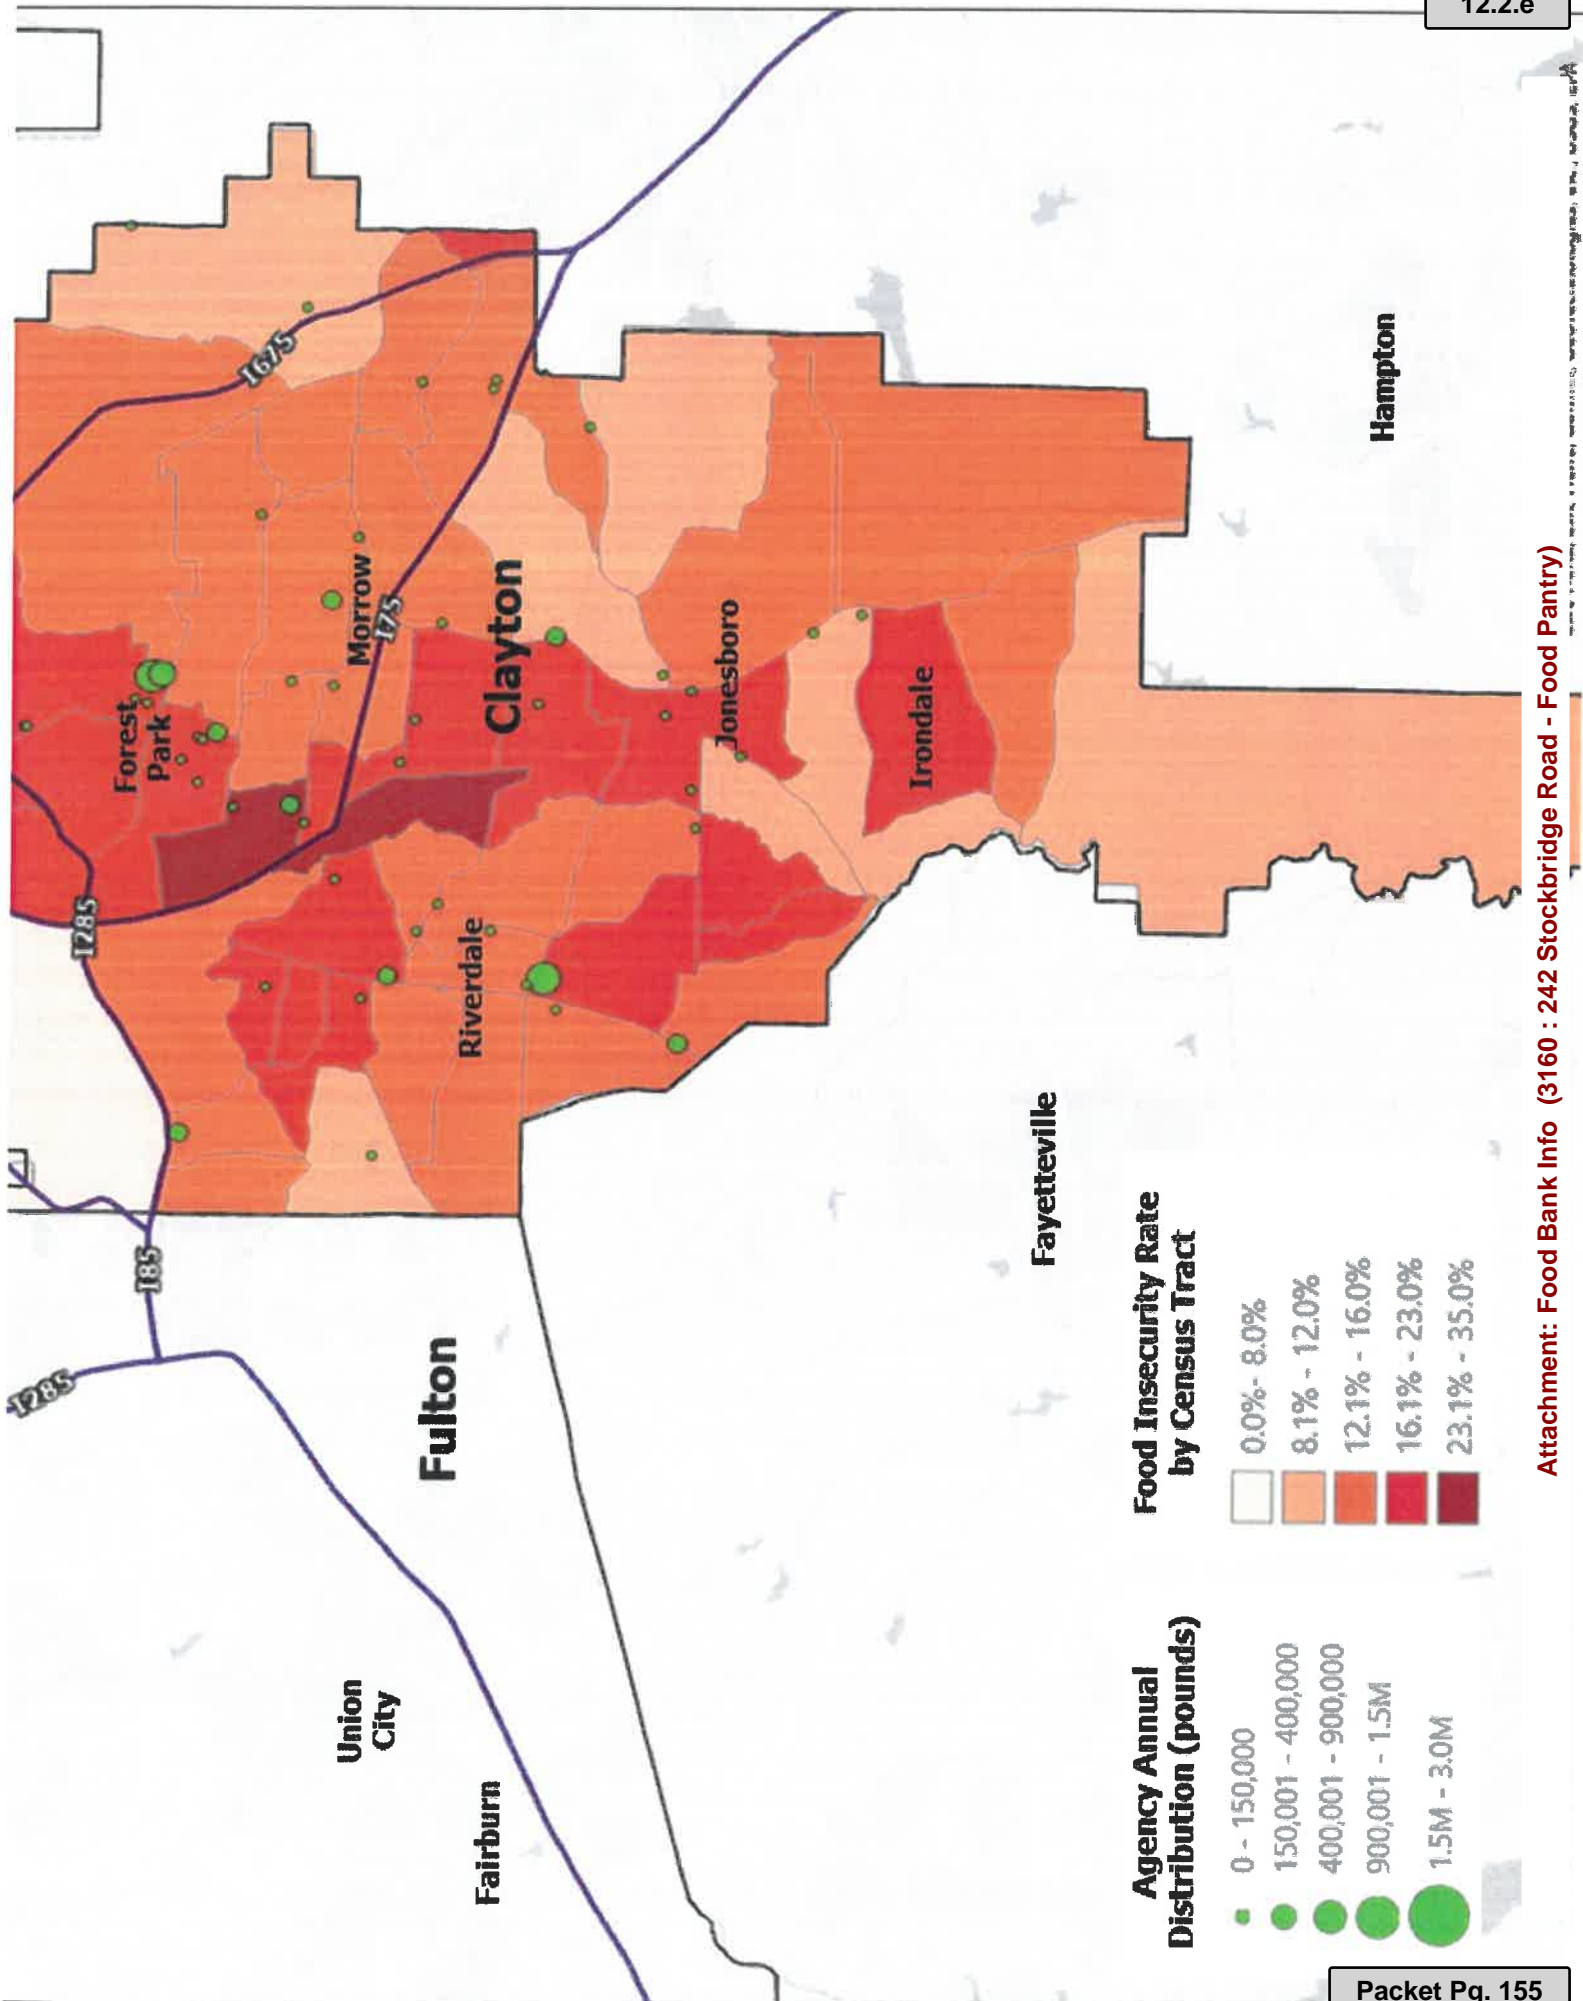 12.2.e
I285
I85
I285
I675
I75
Forest
Park
Morrow
Clayton
Jonesboro
Irondale
Riverdale
Hampton
Fayetteville
Fulton
Union
City
Fairburn
Agency Annual
Distribution (pounds)
0 - 150,000
150,001 - 400,000
400,001 - 900,000
900,001 - 1.5M
1.5M - 3.0M
Food Insecurity Rate
by Census Tract
0.0%- 8.0%
8.1% - 12.0%
12.1% - 16.0%
16.1% - 23.0%
23.1% - 35.0%
Attachment: Food Bank Info (3160 : 242 Stockbridge Road - Food Pantry)
Packet Pg. 155